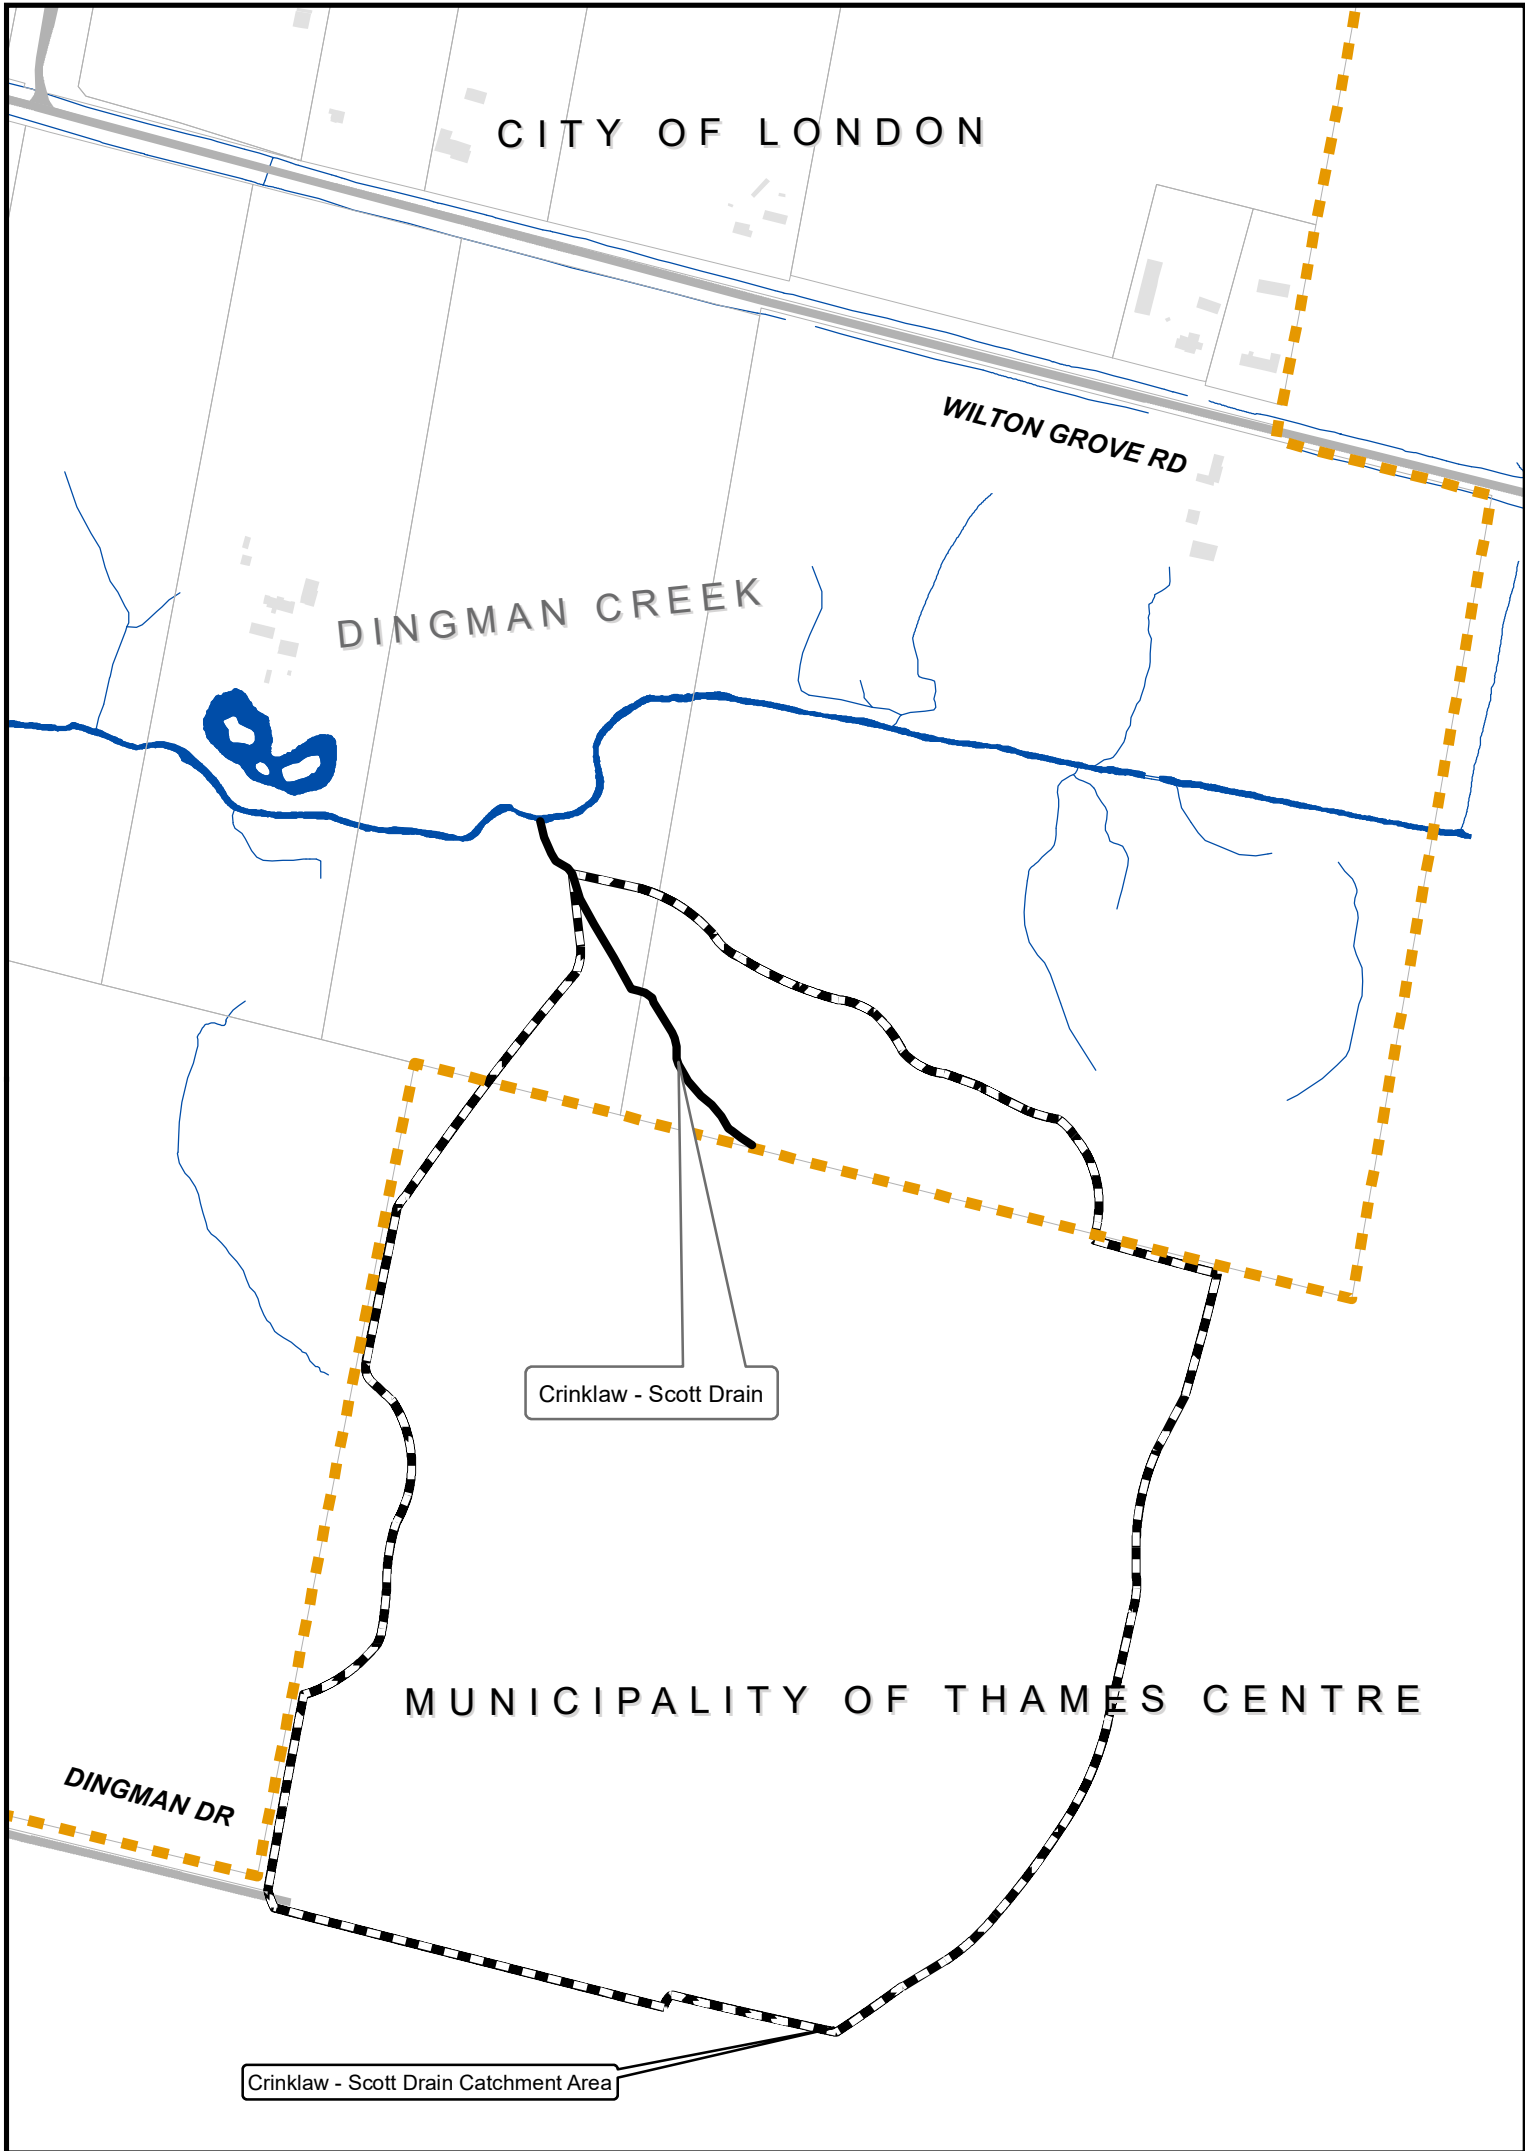 CITY OF LONDON
WILTON GROVE RD
DINGMAN CREEK
Crinklaw - Scott Drain
MUNICIPALITY OF THAMES CENTRE
DINGMAN DR
Crinklaw - Scott Drain Catchment Area